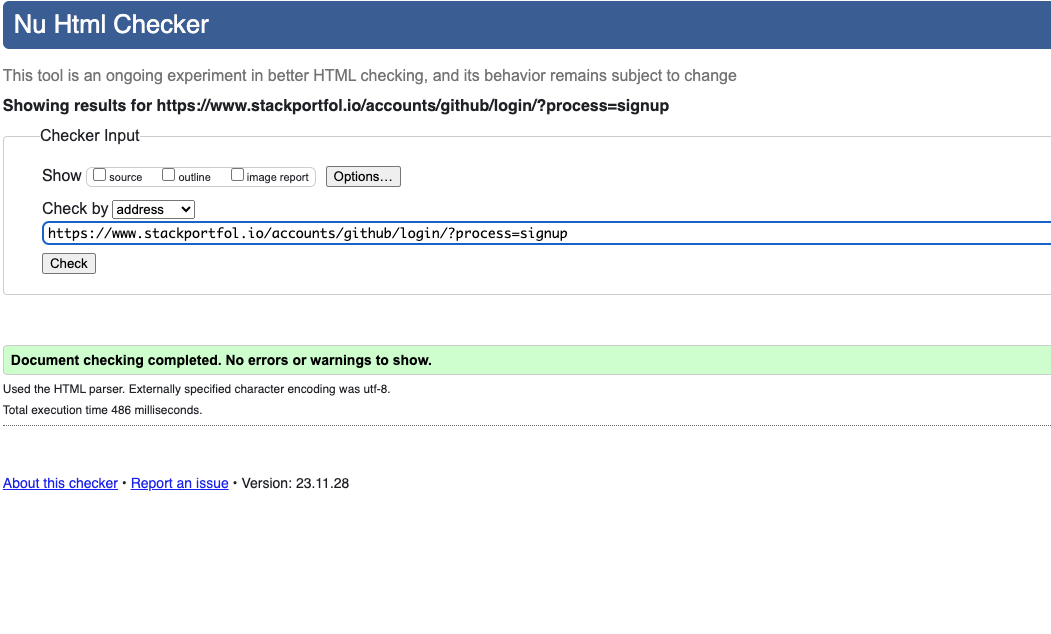 Nu Html Checker
This tool is an ongoing experiment in better HTML checking, and its behavior remains subject to change
Showing results for https://www.stackportfol.io/accounts/github/login/?process=signup
Checker Input
Show source outline image report Options…
Check by address
https://www.stackportfol.io/accounts/github/login/?process=signup
Check
Document checking completed. No errors or warnings to show.
Used the HTML parser. Externally specified character encoding was utf-8.
Total execution time 486 milliseconds.
About this checker • Report an issue • Version: 23.11.28